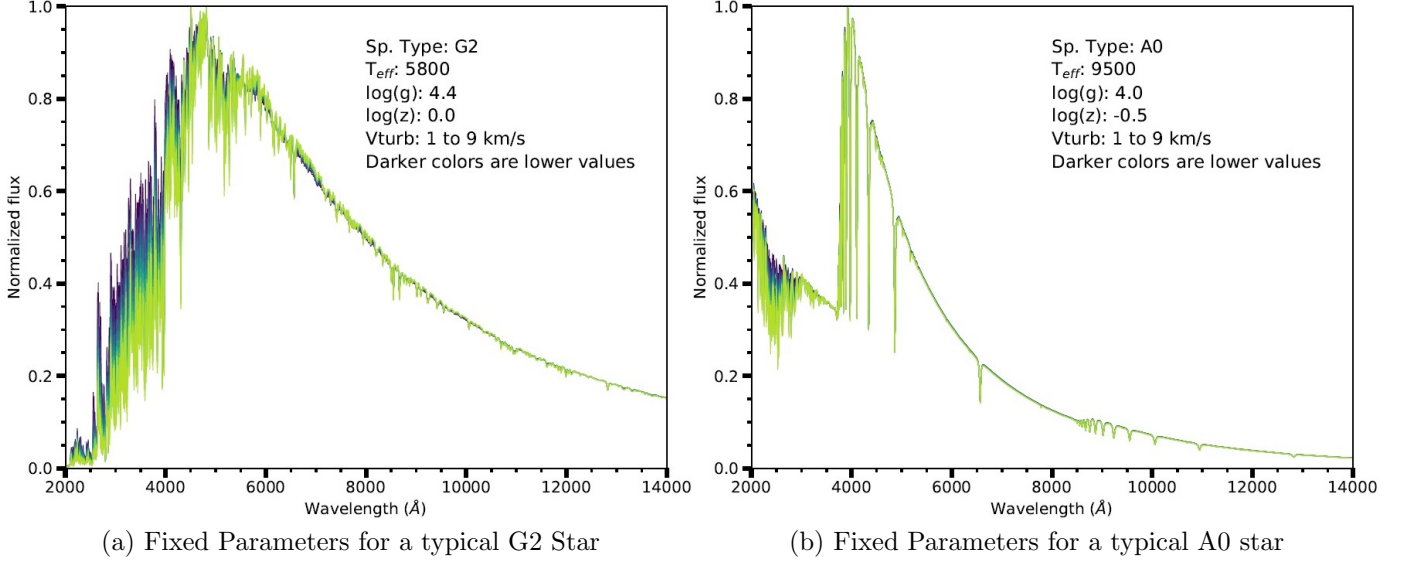 Normalized flux
1.0
0.8
0.6
0.4
0.2
0.0
Sp. Type: G2
T_eff: 5800
log(g): 4.4
log(z): 0.0
Vturb: 1 to 9 km/s
Darker colors are lower values
2000 4000 6000 8000 10000 12000 14000
Wavelength (Å)
(a) Fixed Parameters for a typical G2 Star
Normalized flux
1.0
0.8
0.6
0.4
0.2
0.0
Sp. Type: A0
T_eff: 9500
log(g): 4.0
log(z): -0.5
Vturb: 1 to 9 km/s
Darker colors are lower values
2000 4000 6000 8000 10000 12000 14000
Wavelength (Å)
(b) Fixed Parameters for a typical A0 star